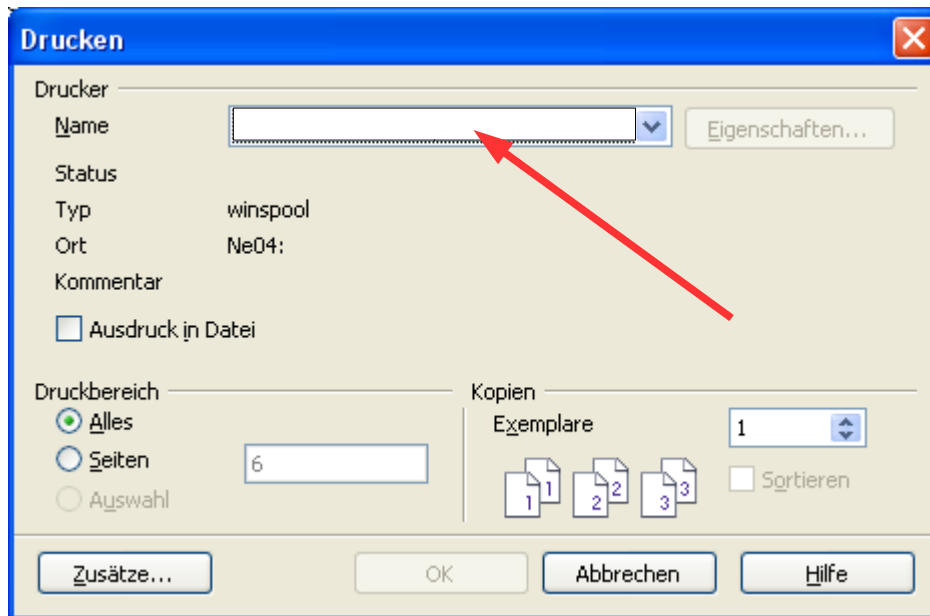 Drucken
Drucker
Name
Eigenschaften...
Status
Typ winspool
Ort Ne04:
Kommentar
Ausdruck in Datei
Druckbereich
Alles
Seiten 6
Auswahl
Kopien
Exemplare 1
1 1 2 2 3 3
Sortieren
Zusätze... OK Abbrechen Hilfe